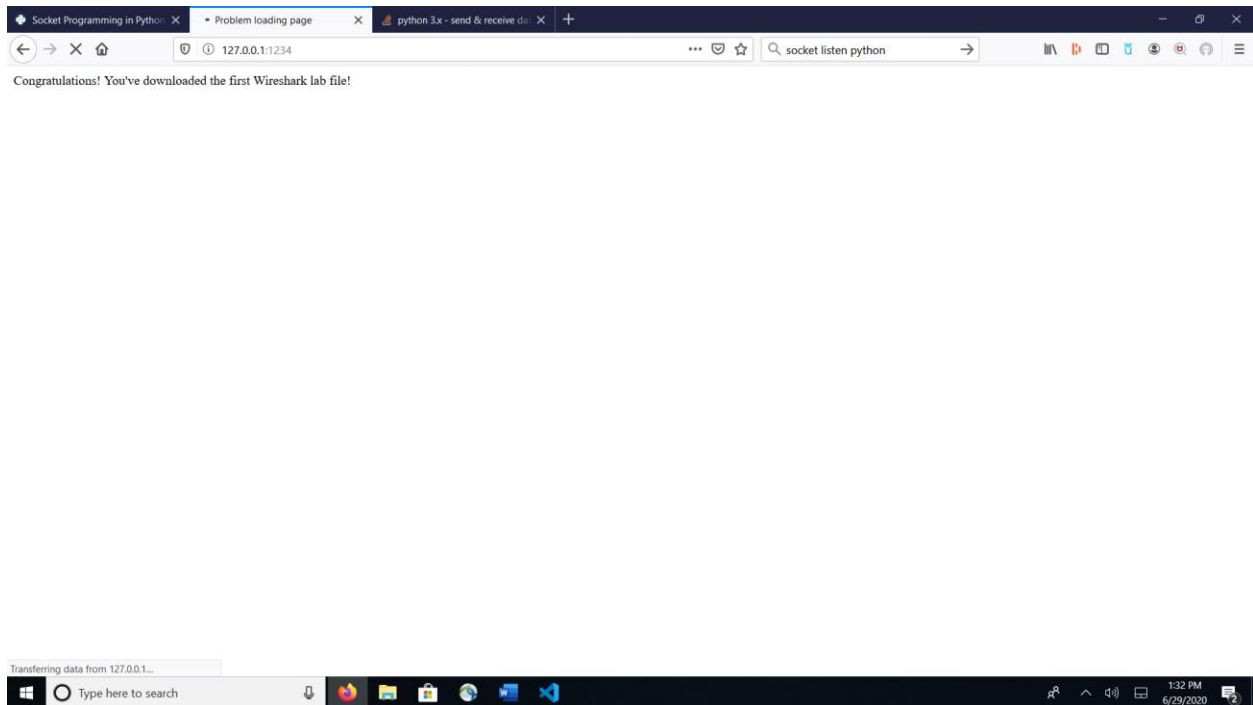 Socket Programming in Python
Problem loading page
python 3.x - send & receive dat
127.0.0.1:1234
socket listen python
Congratulations! You've downloaded the first Wireshark lab file!
Transferring data from 127.0.0.1...
Type here to search
1:32 PM
6/29/2020
2